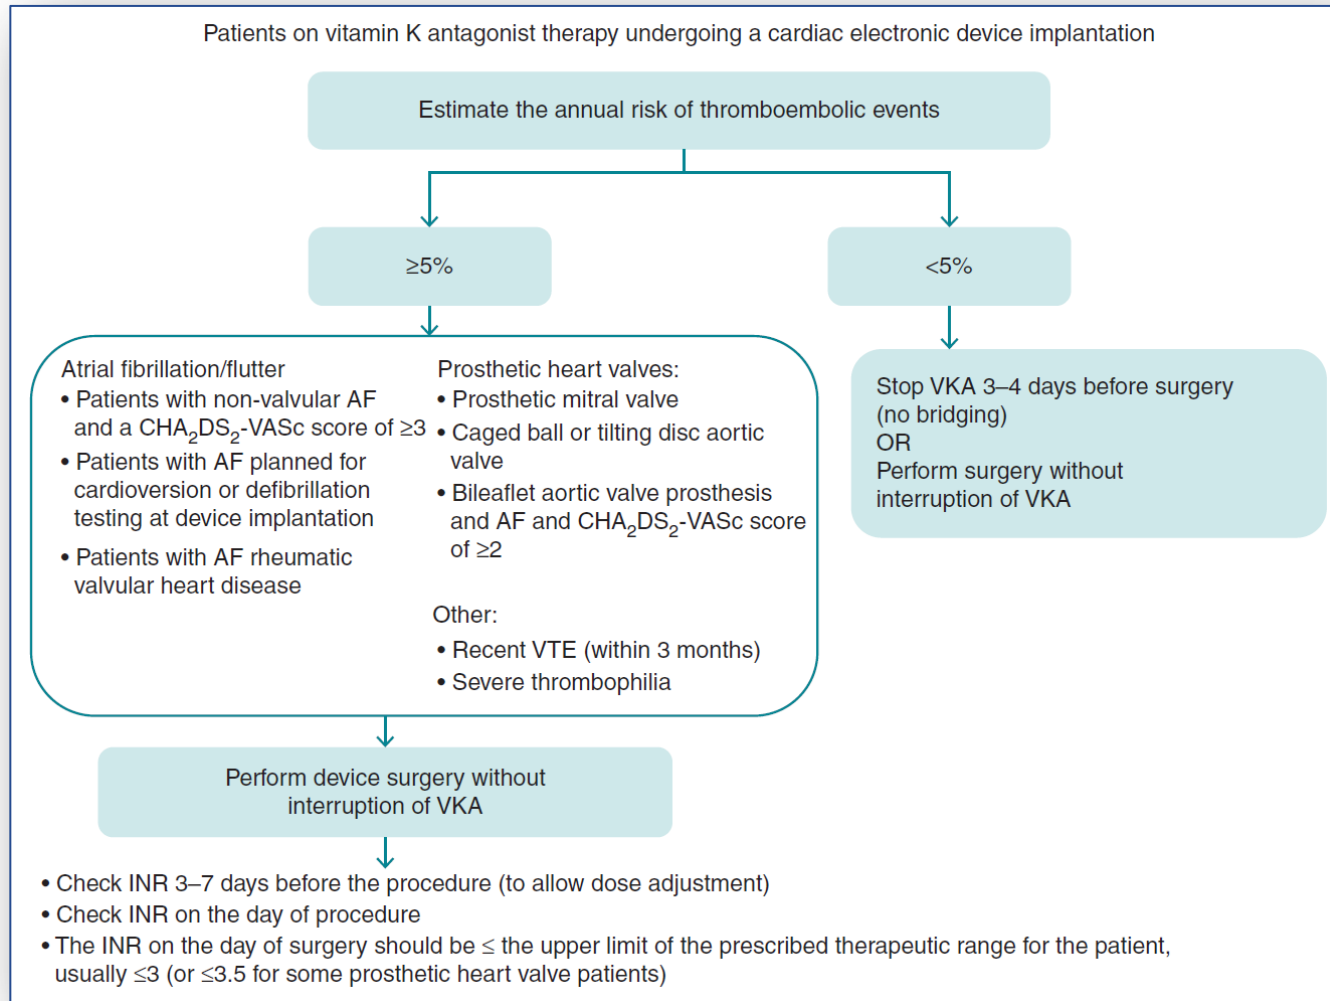 Patients on vitamin K antagonist therapy undergoing a cardiac electronic device implantation
Estimate the annual risk of thromboembolic events
≥5%
<5%
Atrial fibrillation/flutter
• Patients with non-valvular AF
and a CHA₂DS₂-VASc score of ≥3
• Patients with AF planned for
cardioversion or defibrillation
testing at device implantation
• Patients with AF rheumatic
valvular heart disease
Prosthetic heart valves:
• Prosthetic mitral valve
• Caged ball or tilting disc aortic
valve
• Bileaflet aortic valve prosthesis
and AF and CHA₂DS₂-VASc score
of ≥2
Other:
• Recent VTE (within 3 months)
• Severe thrombophilia
Stop VKA 3–4 days before surgery
(no bridging)
OR
Perform surgery without
interruption of VKA
Perform device surgery without
interruption of VKA
• Check INR 3–7 days before the procedure (to allow dose adjustment)
• Check INR on the day of procedure
• The INR on the day of surgery should be ≤ the upper limit of the prescribed therapeutic range for the patient,
usually ≤3 (or ≤3.5 for some prosthetic heart valve patients)